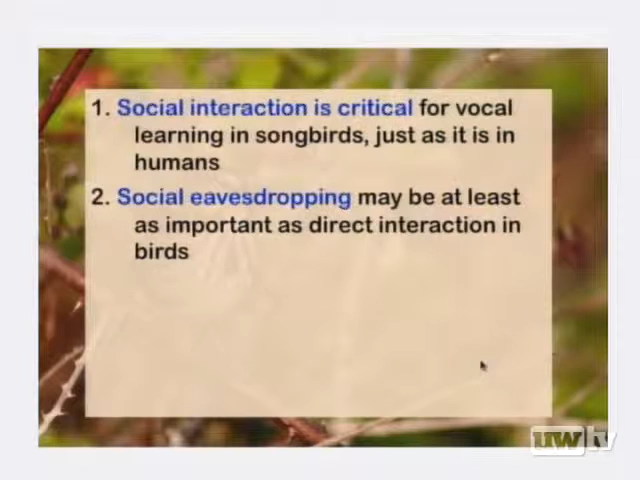 1. Social interaction is critical for vocal
learning in songbirds, just as it is in
humans
2. Social eavesdropping may be at least
as important as direct interaction in
birds
uwtv